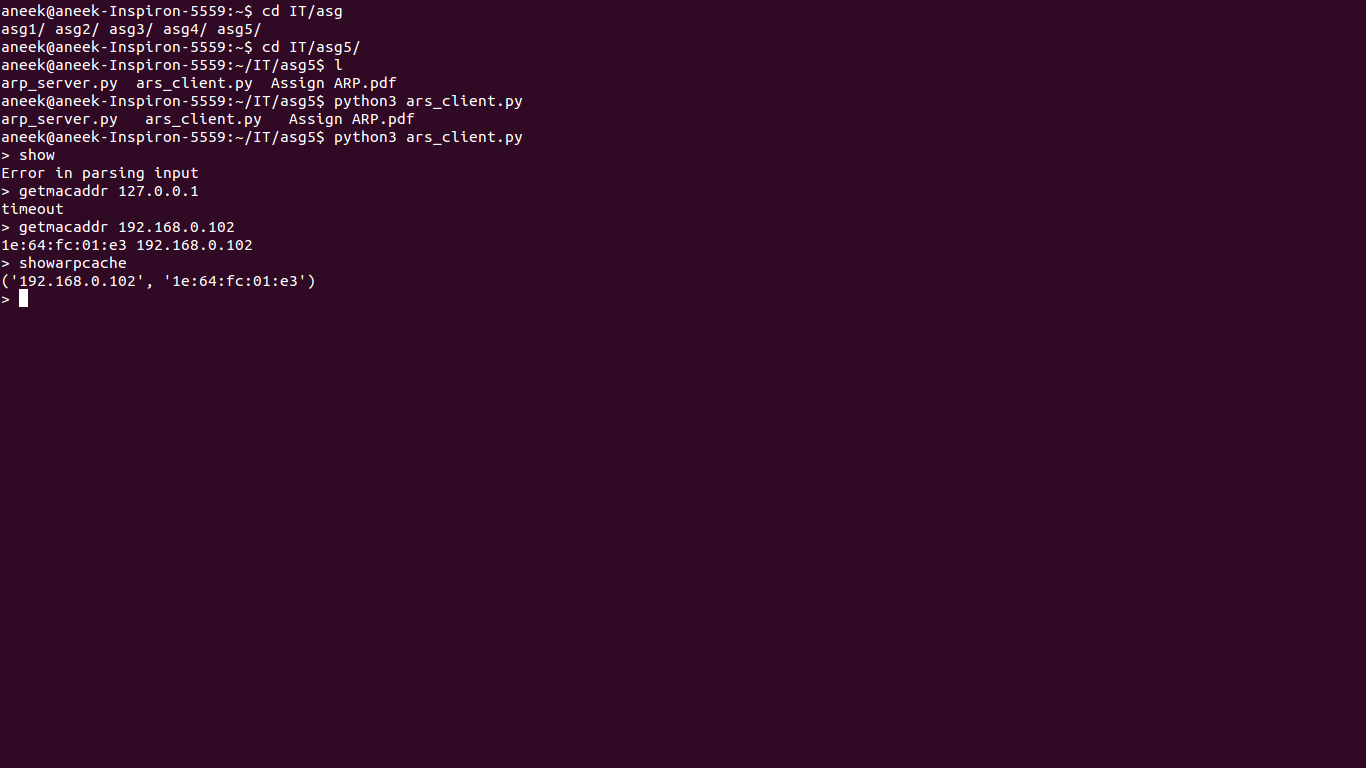 aneek@aneek-Inspiron-5559:~$ cd IT/asg
asg1/ asg2/ asg3/ asg4/ asg5/
aneek@aneek-Inspiron-5559:~$ cd IT/asg5/
aneek@aneek-Inspiron-5559:~/IT/asg5$ l
arp_server.py  ars_client.py  Assign ARP.pdf
aneek@aneek-Inspiron-5559:~/IT/asg5$ python3 ars_client.py
arp_server.py   ars_client.py   Assign ARP.pdf
aneek@aneek-Inspiron-5559:~/IT/asg5$ python3 ars_client.py
> show
Error in parsing input
> getmacaddr 127.0.0.1
timeout
> getmacaddr 192.168.0.102
1e:64:fc:01:e3 192.168.0.102
> showarpcache
('192.168.0.102', '1e:64:fc:01:e3')
>